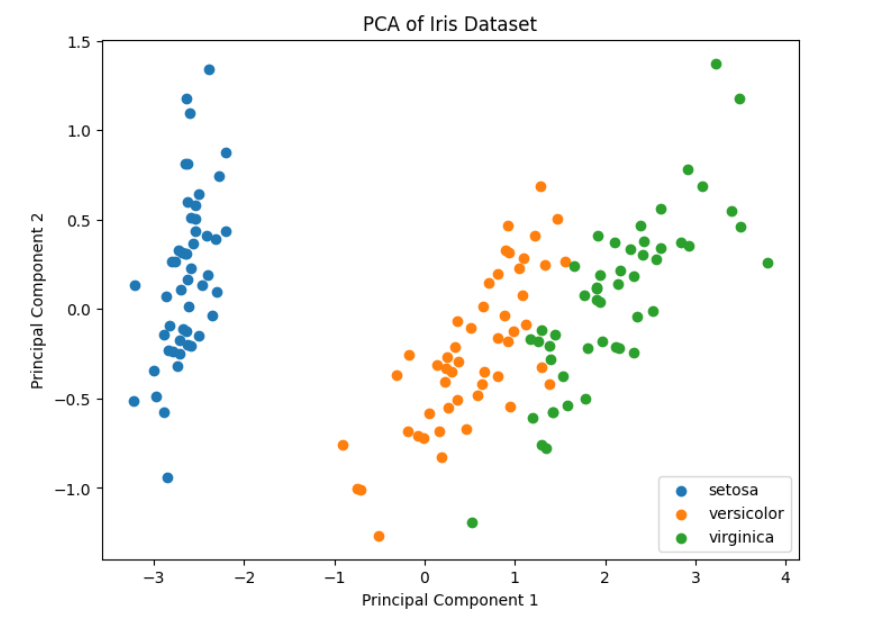 PCA of Iris Dataset
1.5
1.0
0.5
0.0
−0.5
−1.0
Principal Component 2
−3 −2 −1 0 1 2 3 4
Principal Component 1
setosa
versicolor
virginica